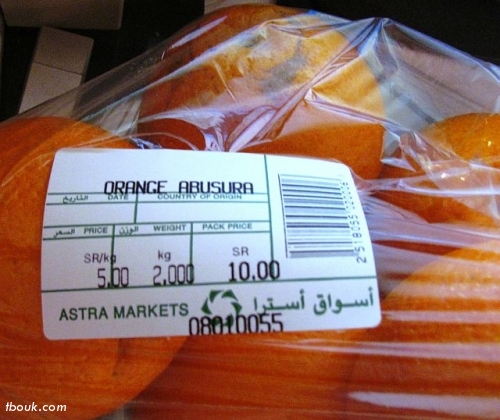 ORANGE ABUSURA
التاريخ DATE COUNTRY OF ORIGIN
السعر PRICE الوزن WEIGHT PACK PRICE
SR/kg kg SR
5.00 2.000 10.00
ASTRA MARKETS أسواق أسترا
08010055
tbouk.com